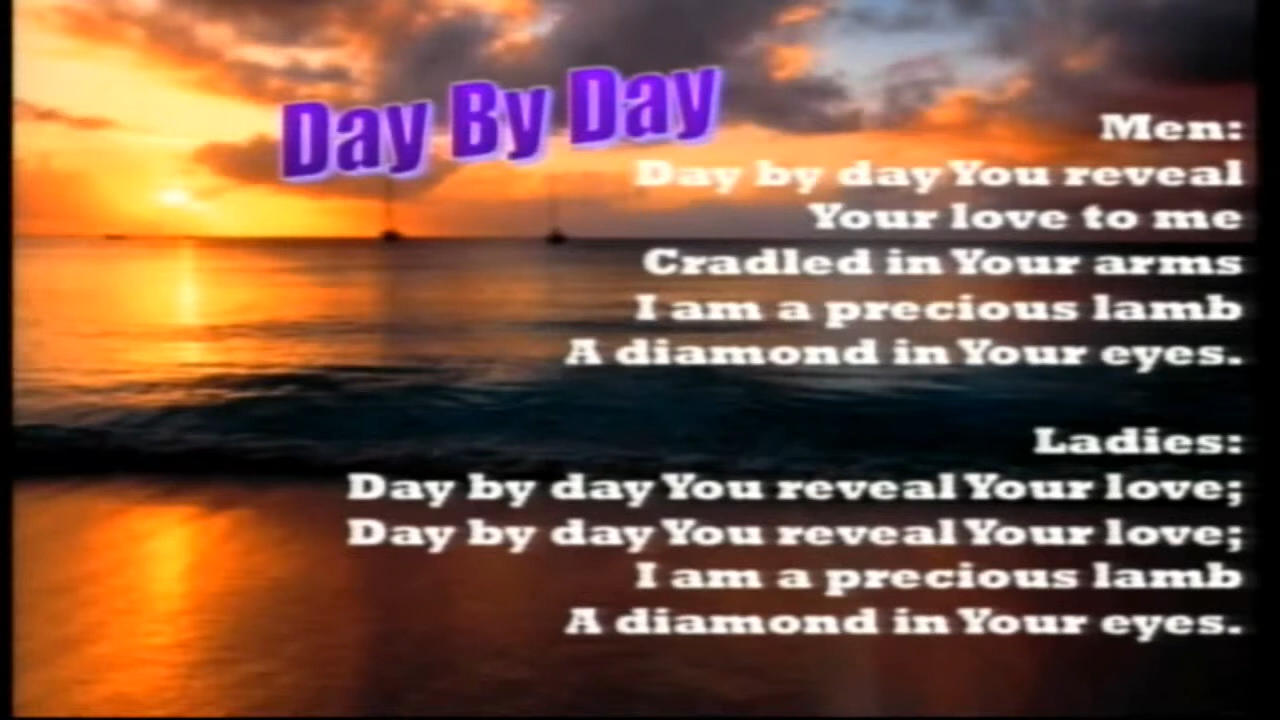 Day By Day
Men:
Day by day You reveal
Your love to me
Cradled in Your arms
I am a precious lamb
A diamond in Your eyes.
Ladies:
Day by day You reveal Your love;
Day by day You reveal Your love;
I am a precious lamb
A diamond in Your eyes.